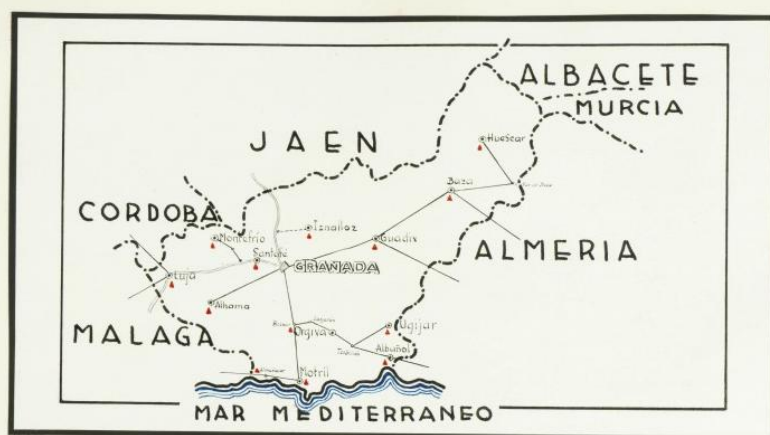 ALBACETE
MURCIA
JAEN
Huescar
Baza
CORDOBA
Iznalloz
Montefrío
Santafé
Guadix
ALMERIA
GRANADA
Loja
Alhama
MALAGA
Orgiva
Ugijar
Albuñol
Motril
MAR MEDITERRANEO